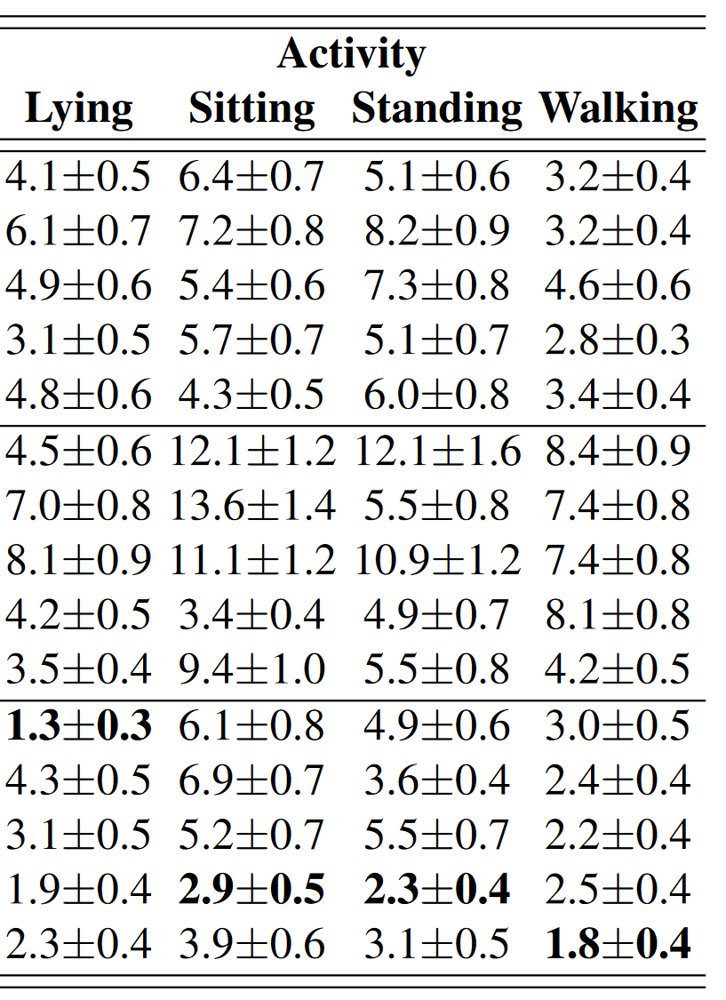 Activity
Lying Sitting Standing Walking
4.1±0.5 6.4±0.7 5.1±0.6 3.2±0.4
6.1±0.7 7.2±0.8 8.2±0.9 3.2±0.4
4.9±0.6 5.4±0.6 7.3±0.8 4.6±0.6
3.1±0.5 5.7±0.7 5.1±0.7 2.8±0.3
4.8±0.6 4.3±0.5 6.0±0.8 3.4±0.4
4.5±0.6 12.1±1.2 12.1±1.6 8.4±0.9
7.0±0.8 13.6±1.4 5.5±0.8 7.4±0.8
8.1±0.9 11.1±1.2 10.9±1.2 7.4±0.8
4.2±0.5 3.4±0.4 4.9±0.7 8.1±0.8
3.5±0.4 9.4±1.0 5.5±0.8 4.2±0.5
1.3±0.3 6.1±0.8 4.9±0.6 3.0±0.5
4.3±0.5 6.9±0.7 3.6±0.4 2.4±0.4
3.1±0.5 5.2±0.7 5.5±0.7 2.2±0.4
1.9±0.4 2.9±0.5 2.3±0.4 2.5±0.4
2.3±0.4 3.9±0.6 3.1±0.5 1.8±0.4